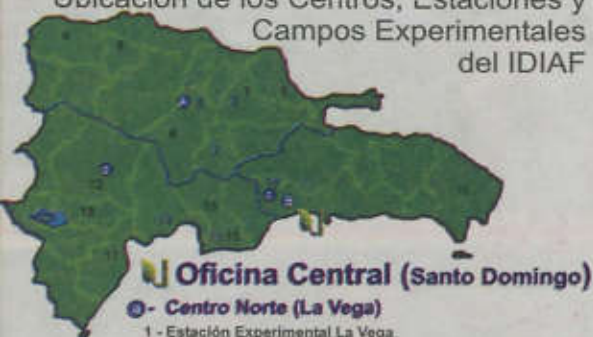 Ubicación de los Centros, Estaciones y
Campos Experimentales
del IDIAF
Oficina Central (Santo Domingo)
- Centro Norte (La Vega)
1 - Estación Experimental La Vega